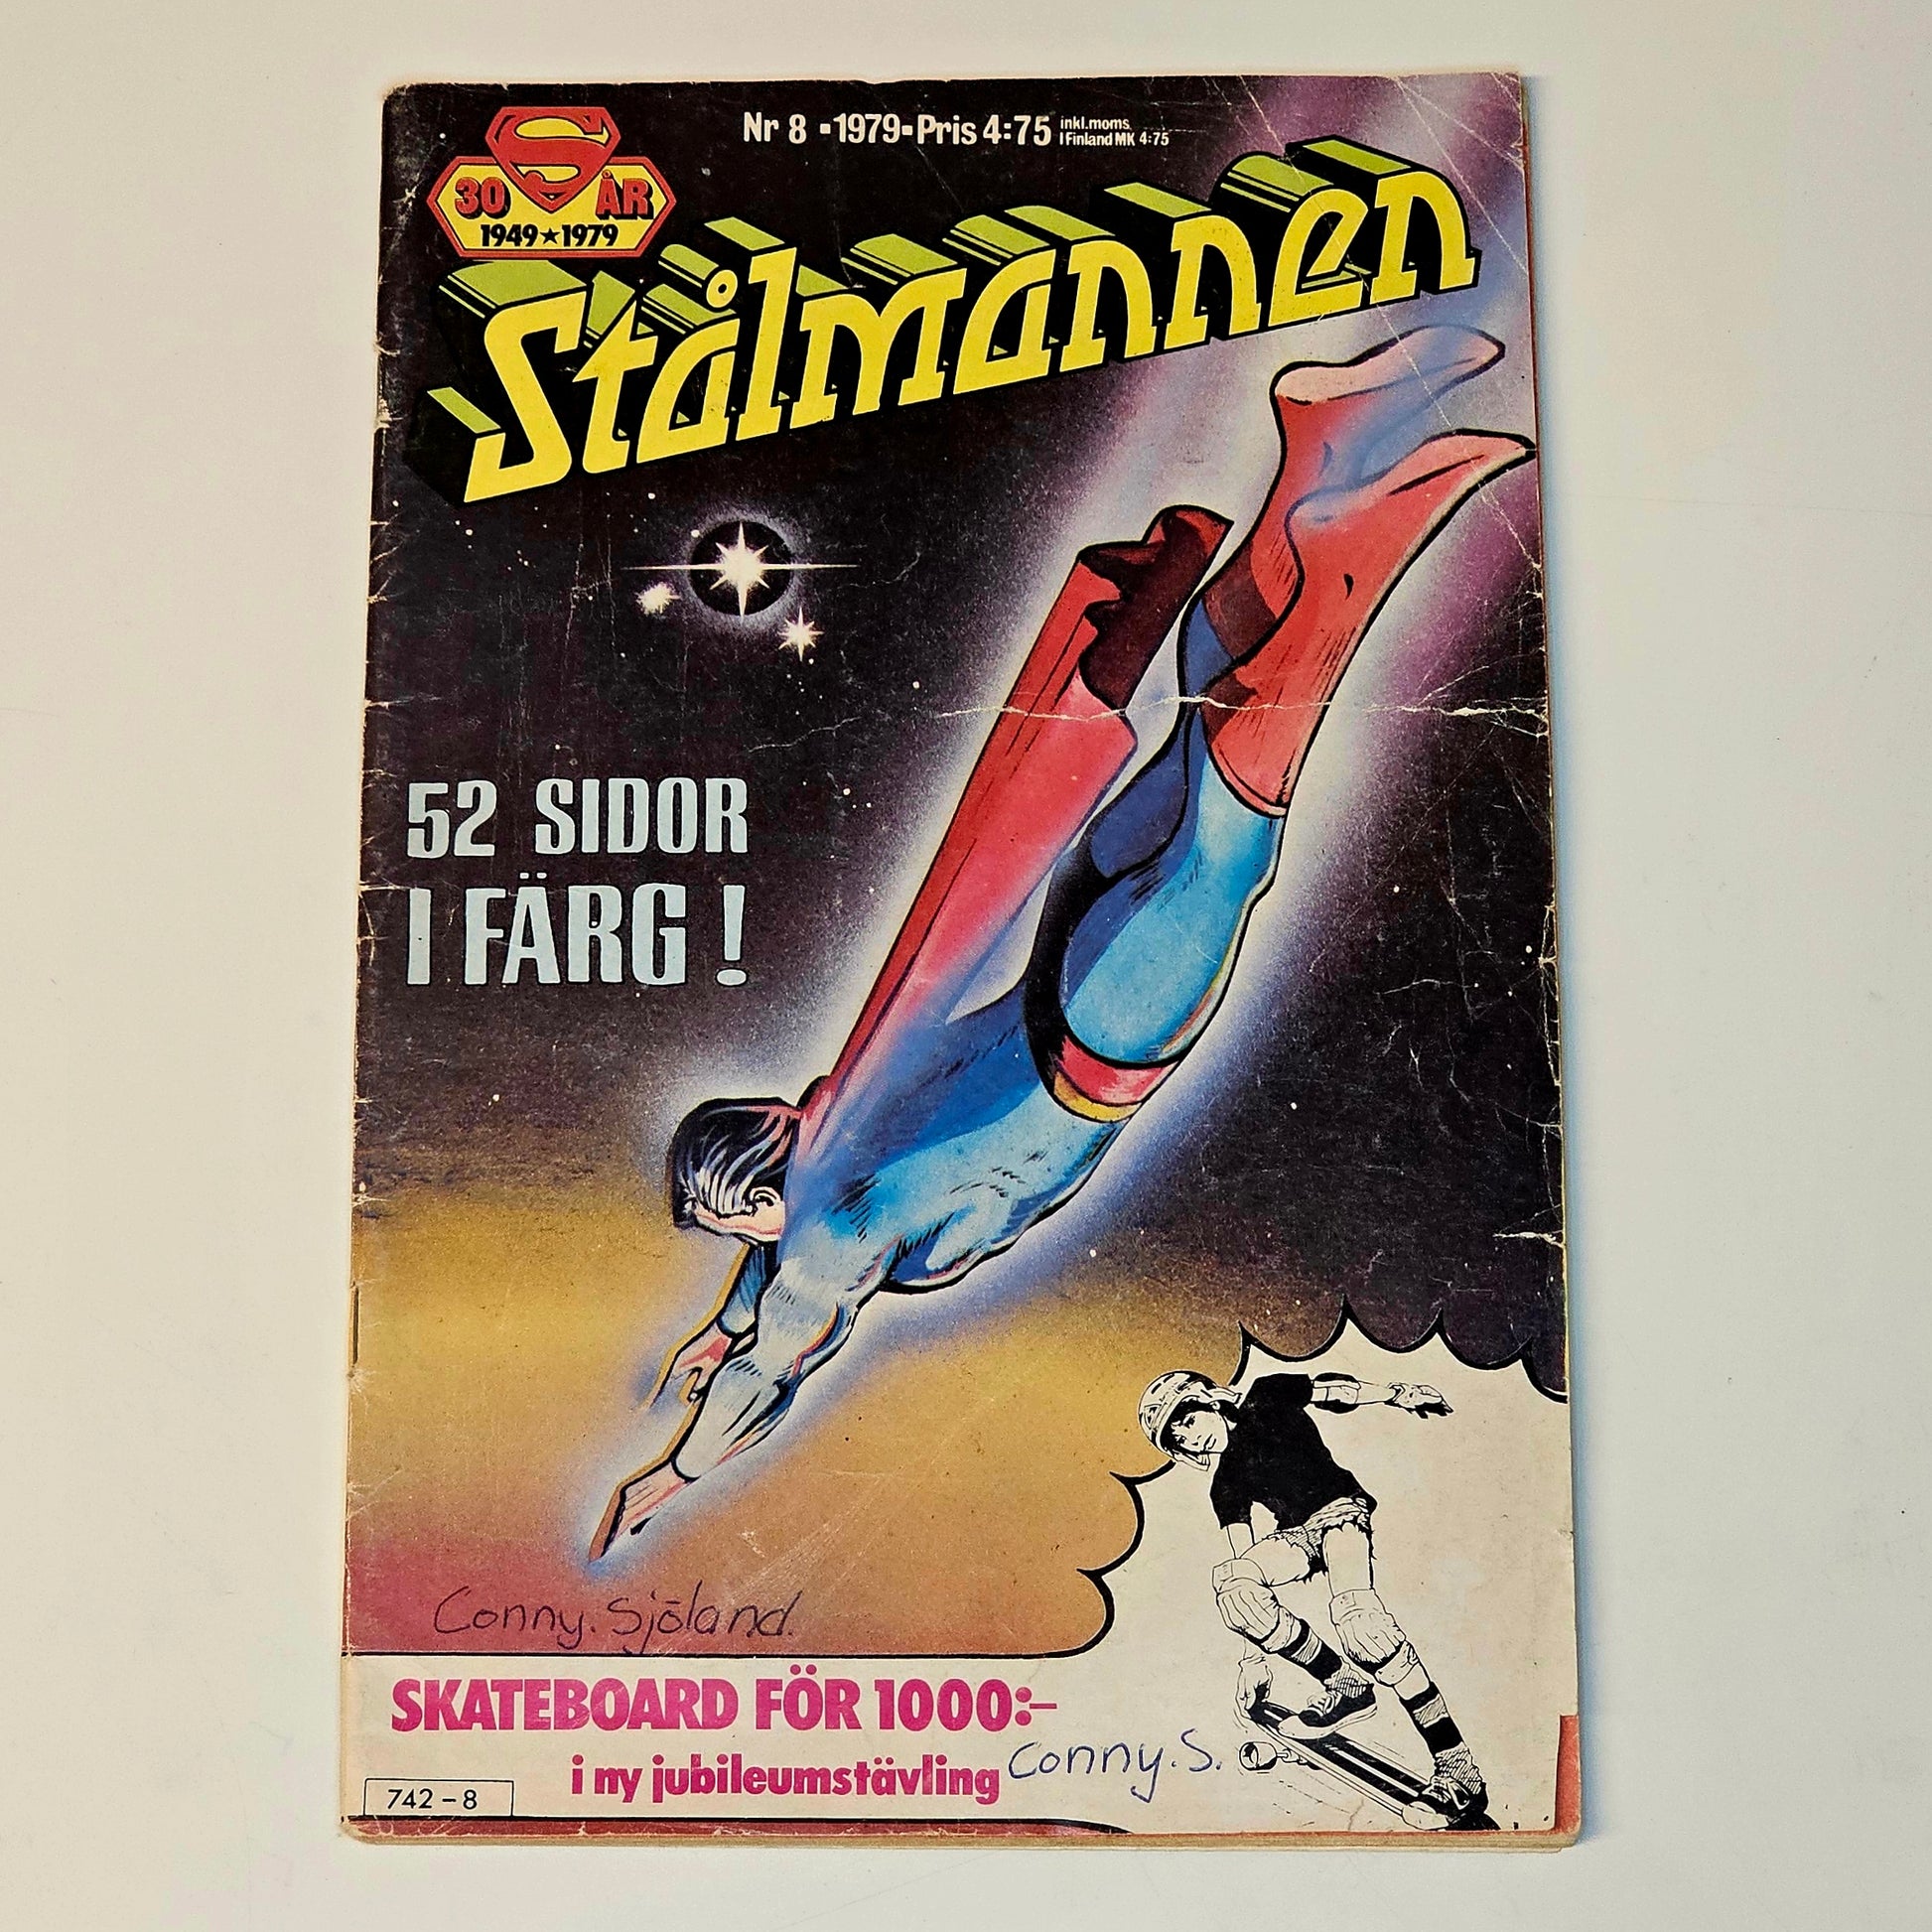 Nr 8 ▪ 1979 ▪ Pris 4:75 inkl.moms.
I Finland MK 4:75
S
30 ÅR
1949★1979
Stålmannen
52 SIDOR
I FÄRG !
Conny. Sjöland.
SKATEBOARD FÖR 1000:-
i ny jubileumstävling
Conny. S.
742 – 8